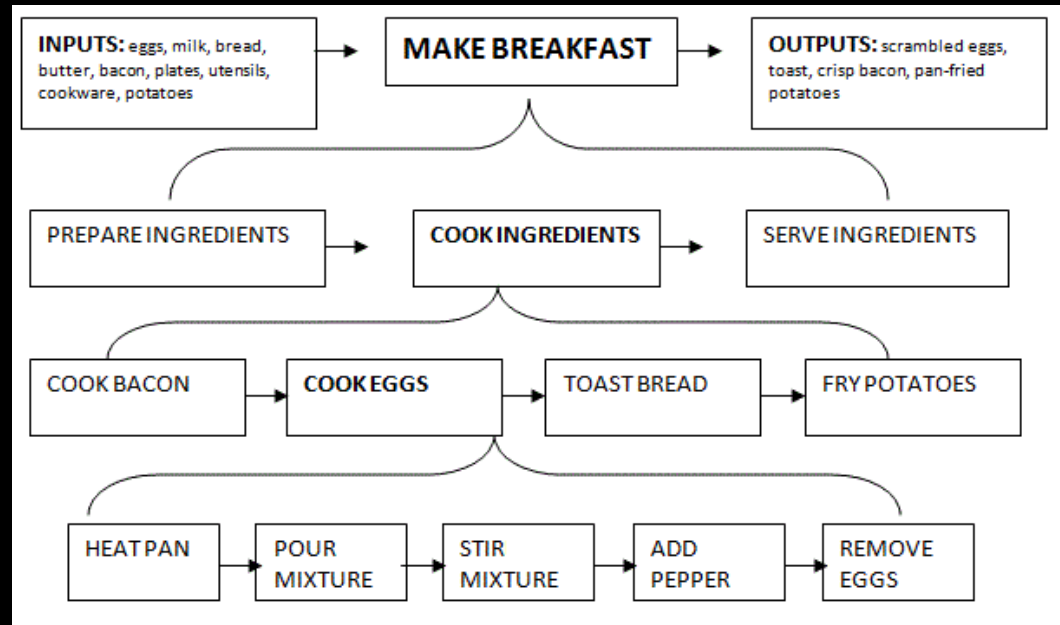 INPUTS: eggs, milk, bread,
butter, bacon, plates, utensils,
cookware, potatoes
MAKE BREAKFAST
OUTPUTS: scrambled eggs,
toast, crisp bacon, pan-fried
potatoes
PREPARE INGREDIENTS
COOK INGREDIENTS
SERVE INGREDIENTS
COOK BACON
COOK EGGS
TOAST BREAD
FRY POTATOES
HEAT PAN
POUR
MIXTURE
STIR
MIXTURE
ADD
PEPPER
REMOVE
EGGS